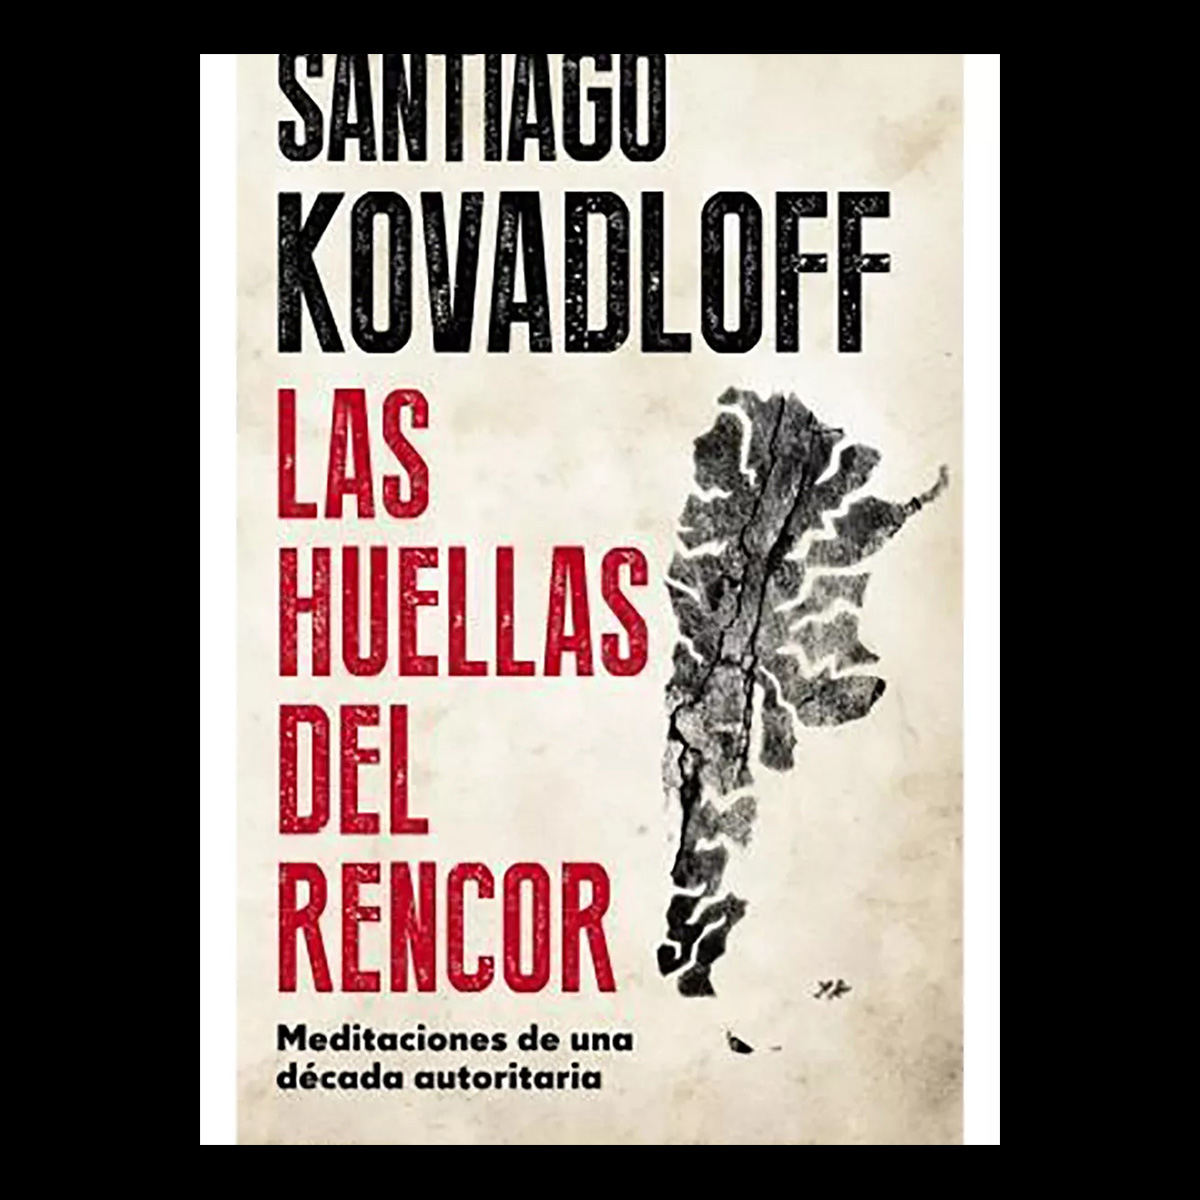 SANTIAGO
KOVADLOFF
LAS
HUELLAS
DEL
RENCOR
Meditaciones de una
década autoritaria